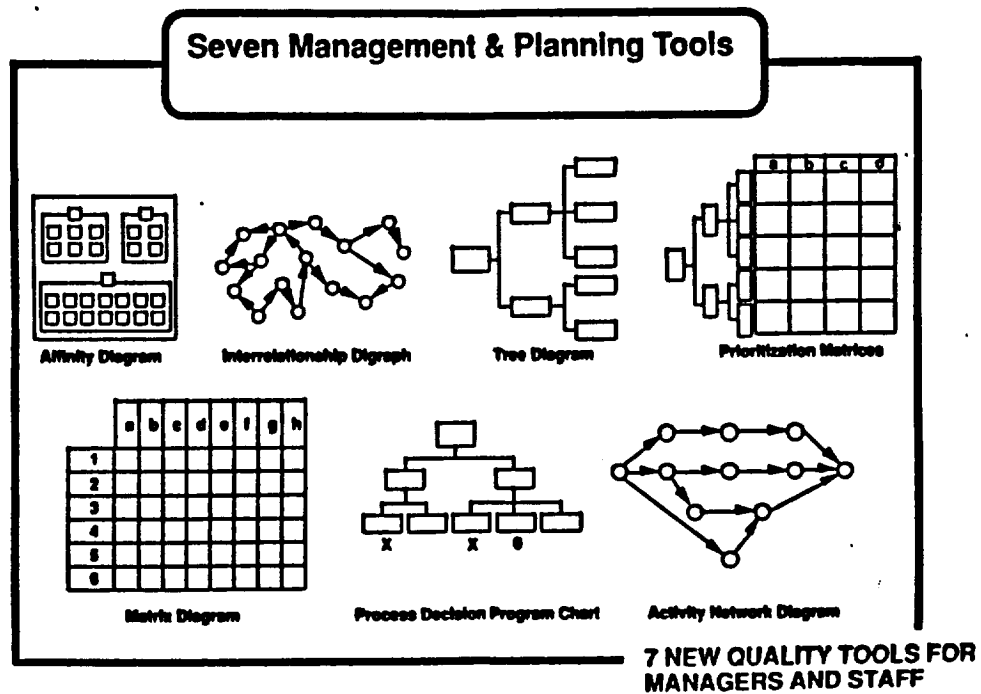 Seven Management & Planning Tools
a b c d
Affinity Diagram
Interrelationship Digraph
Tree Diagram
Prioritization Matrices
a b c d e f g h
1
2
3
4
5
6
X X
Matrix Diagram
Process Decision Program Chart
Activity Network Diagram
7 NEW QUALITY TOOLS FOR
MANAGERS AND STAFF